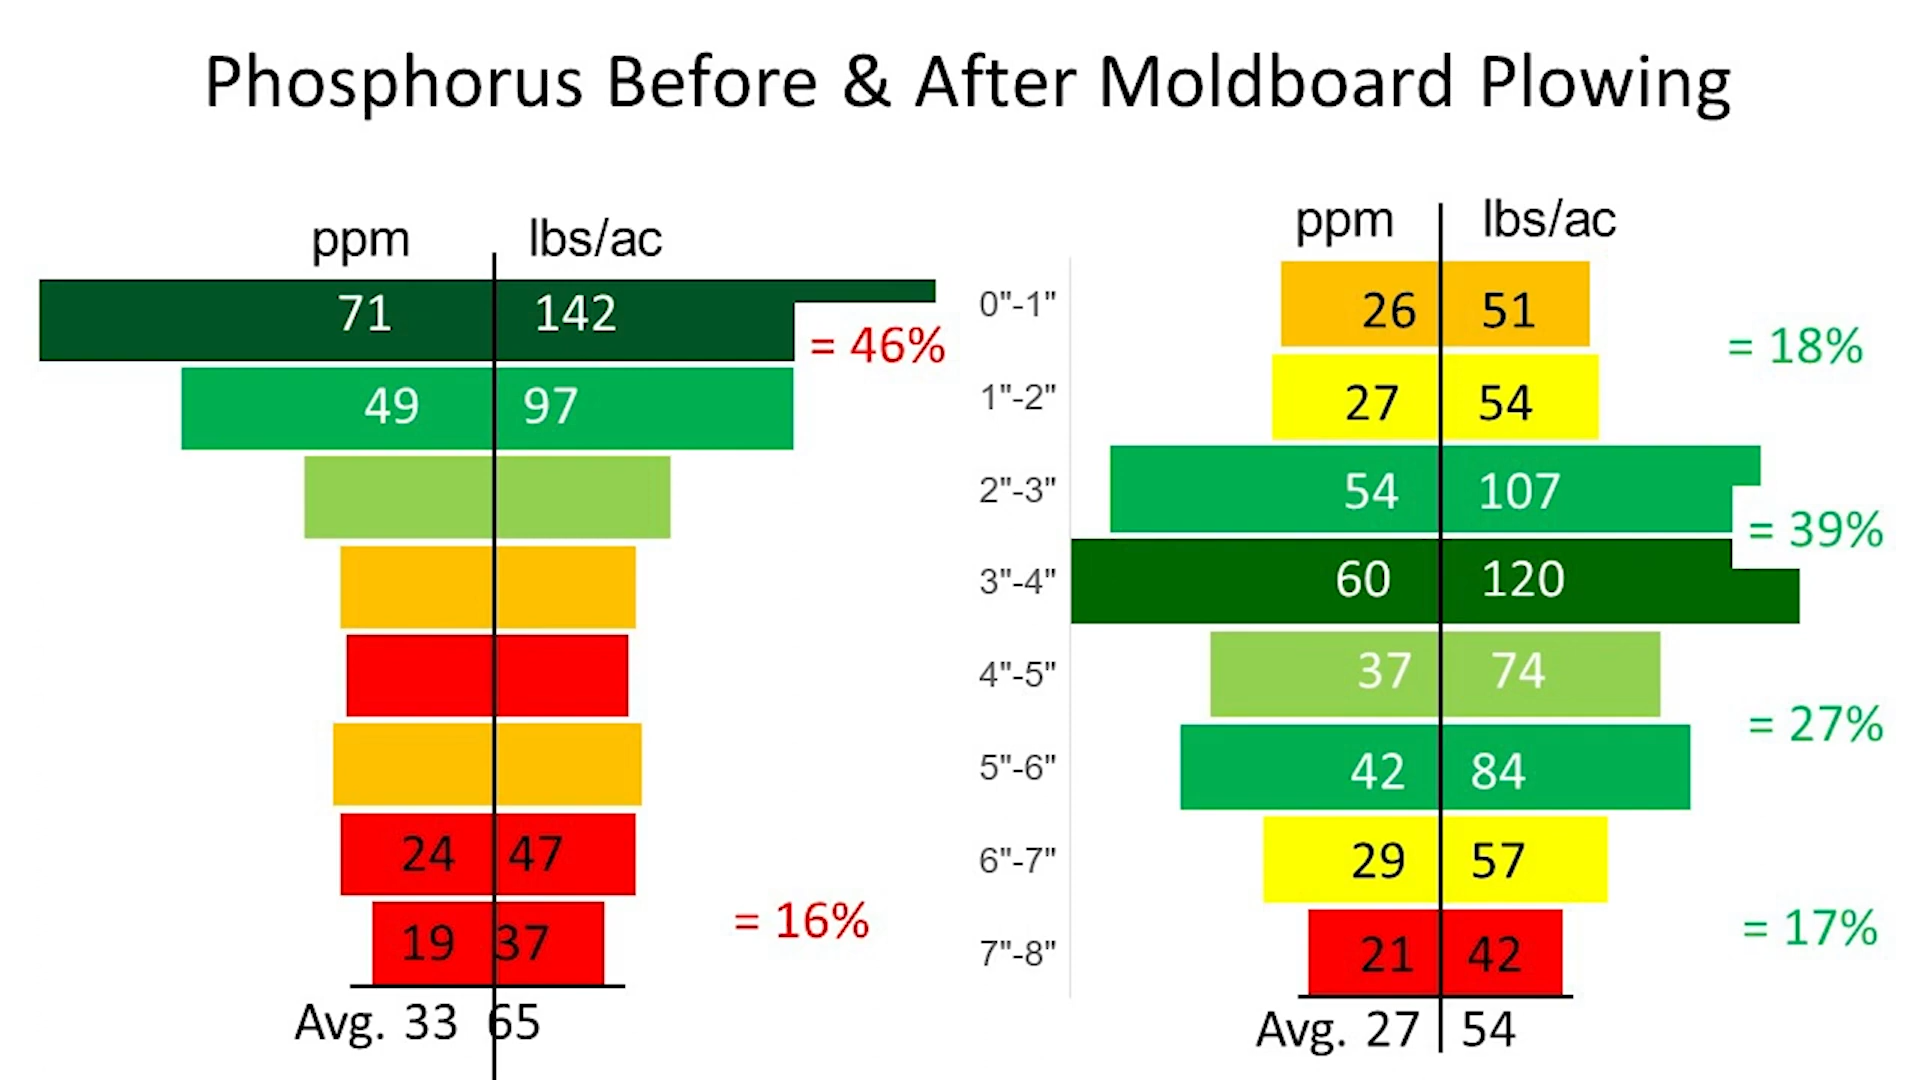 Phosphorus Before & After Moldboard Plowing
ppm lbs/ac
71 142
= 46%
49 97
24 47
19 37
= 16%
Avg. 33 65
ppm lbs/ac
0"-1" 26 51
= 18%
1"-2" 27 54
2"-3" 54 107
= 39%
3"-4" 60 120
4"-5" 37 74
= 27%
5"-6" 42 84
6"-7" 29 57
= 17%
7"-8" 21 42
Avg. 27 54